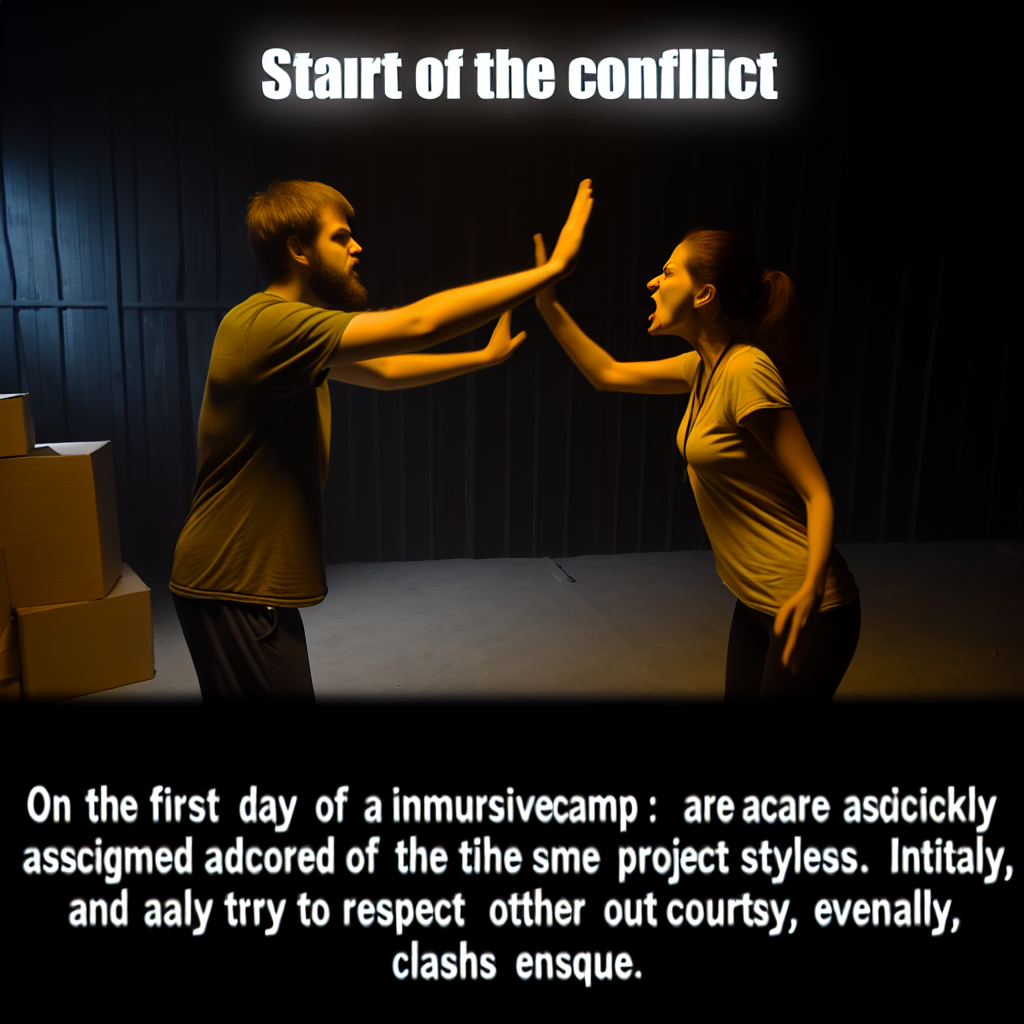 Staırt of the confllict
On the first day of a inmursivecamp : are acare asdcickly
asscigmed adcored of the tihe sme project styless. Intitaly,
and aaly trry to respect otther out courtsy, evenally,
clashs ensque.